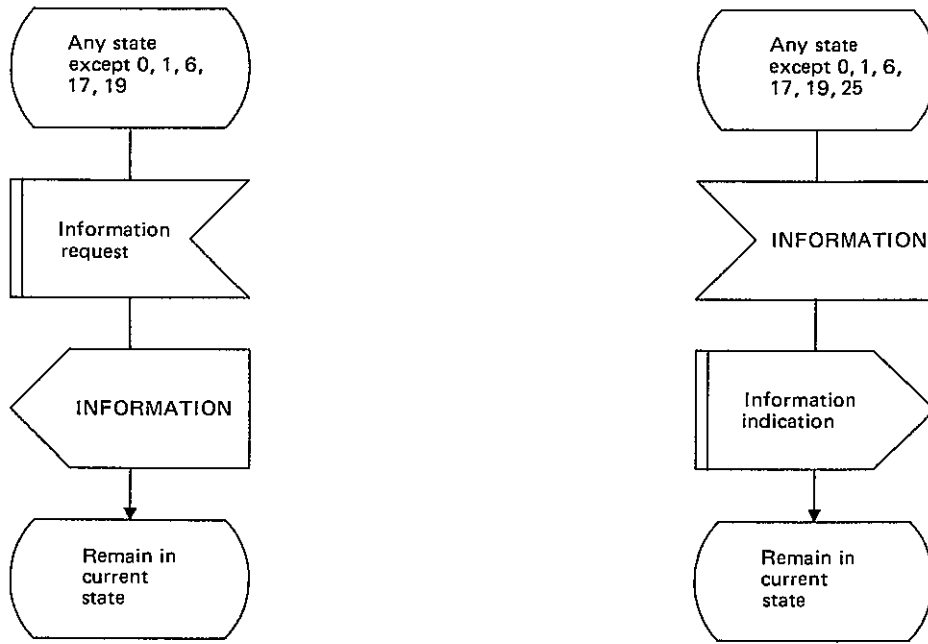 Any state
except 0, 1, 6,
17, 19
Information
request
INFORMATION
Remain in
current
state
Any state
except 0, 1, 6,
17, 19, 25
INFORMATION
Information
indication
Remain in
current
state